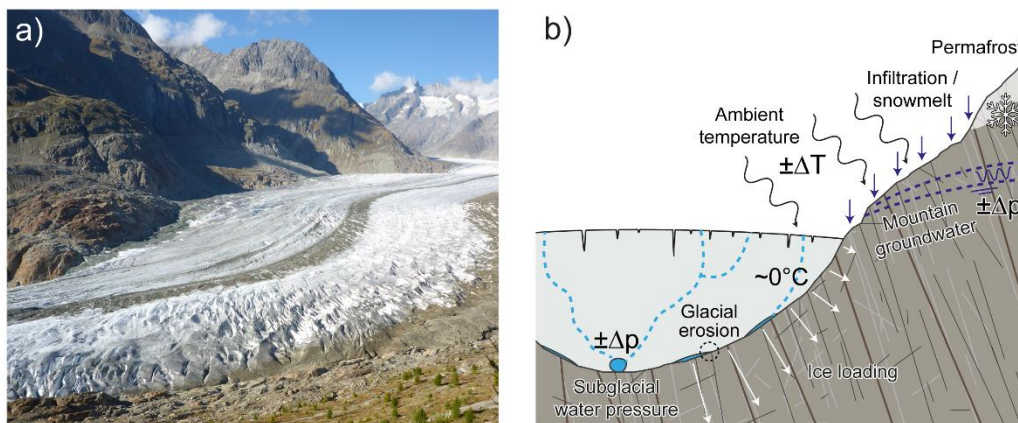 a)
b)
Permafrost
Infiltration /
snowmelt
Ambient
temperature
±ΔT
±Δp
Mountain
groundwater
~0°C
Glacial
erosion
±Δp
Ice loading
Subglacial
water pressure